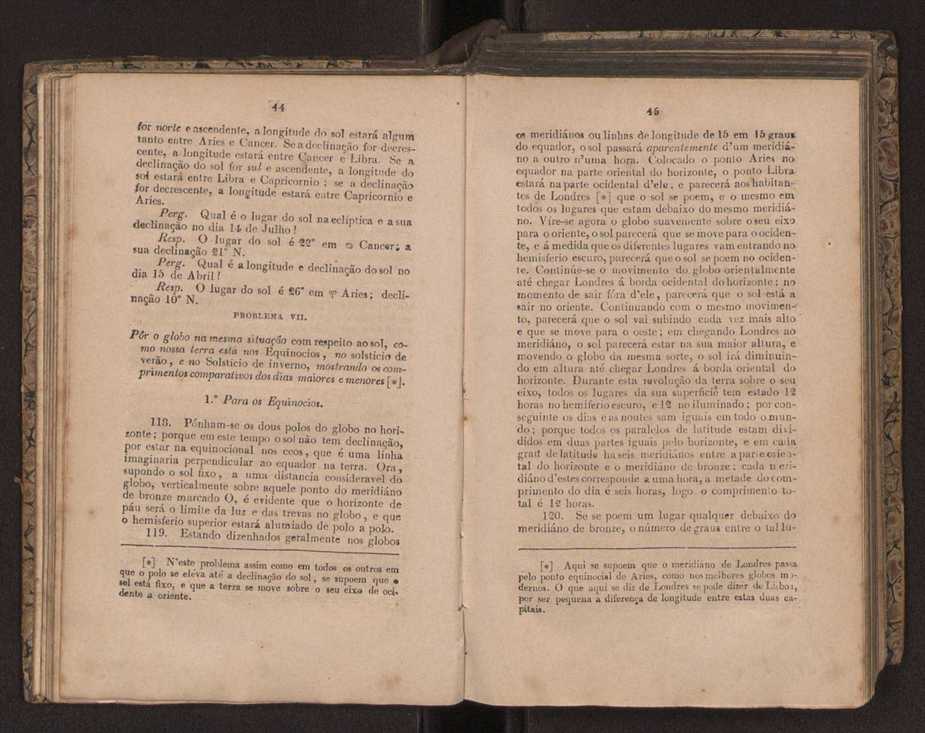 44
for norte e ascendente, a longitude do sol estará algum
tanto entre Aries e Cancer. Se a declinação for decres-
cente, a longitude estará entre Cancer e Libra. Se a
declinação do sol for sul e ascendente, a longitude do
sol estará entre Libra e Capricornio ; se a declinação
for decrescente, a longitude estará entre Capricornio e
Aries.
Perg. Qual é o lugar do sol na ecliptica e a sua
declinação no dia 14 de Julho !
Resp. O lugar do sol é 22° em ♋ Cancer; a
sua declinação 21° N.
Perg. Qual é a longitude e declinação do sol no
dia 15 de Abril !
Resp. O lugar do sol é 26° em ♈ Aries; decli-
nação 10° N.
PROBLEMA VII.
Pôr o globo na mesma situação com respeito ao sol, co-
mo nossa terra está nos Equinocios, no solsticio de
verão, e no Solsticio de inverno, mostrando os com-
primentos comparativos dos dias maiores e menores [*].
1.° Para os Equinocios.
118. Pónham-se os dous polos do globo no hori-
zonte; porque em este tempo o sol não tem declinação,
por estar na equinocional nos ceos, que é uma linha
imaginaria perpendicular ao equador na terra. Ora,
supondo o sol fixo, a uma distancia consideravel do
globo, verticalmente sobre aquele ponto do meridiáno
de bronze marcado O, é evidente que o horizonte de
páu será o limite da luz e das trevas no globo, e que
o hemisferio superior estará alumiado de polo a polo.
119. Estando dizenhados geralmente nos globos
[*] N'este problema assim como em todos os outros em
que o polo se eleva até a declinação do sol, se supoem que o
sol está fixo, e que a terra se move sobre o seu eixo de oci-
dente a oriente.
45
os meridiános ou linhas de longitude de 15 em 15 graus
do equador, o sol passará aparentemente d'um meridiá-
no a outro n'uma hora. Colocado o ponto Aries no
equador na parte oriental do horizonte, o ponto Libra
estará na parte ocidental d'ele, e parecerá aos habitan-
tes de Londres [*] que o sol se poem, e o mesmo em
todos os lugares que estam debaixo do mesmo meridiá-
no. Víre-se agora o globo suavemente sobre o seu eixo
para o oriente, o sol parecerá que se move para o ociden-
te, e á medida que os diferentes lugares vam entrando no
hemisferio escuro, parecerá que o sol se poem no ociden-
te. Continúe-se o movimento do globo orientalmente
até chegar Londres á borda ocidental do horizonte; no
momento de sair fóra d'ele, parecerá que o sol está a
sair no oriente. Continuando com o mesmo movimen-
to, parecerá que o sol vai subindo cada vez mais alto
e que se move para o oeste; em chegando Londres ao
meridiáno, o sol parecerá estar na sua maior altura, e
movendo o globo da mesma sorte, o sol irá diminuin-
do em altura até chegar Londres á borda oriental do
horizonte. Durante esta revolução da terra sobre o seu
eixo, todos os lugares da sua superficie tem estado 12
horas no hemiferio escuro, e 12 no iluminado; por con-
seguinte os dias e as noutes sam iguais em todo o mun-
do; porque todos os paralelos de latitude estam divi-
didos em duas partes iguais pelo horizonte, e em cada
grau de latitude ha seis meridiános entre a parte orien-
tal do horizonte e o meridiáno de bronze; cada meri-
diáno d'estes corresponde a uma hora, a metade do com-
primento do dia é seis horas, logo o comprimento to-
tal é 12 horas.
120. Se se poem um lugar qualquer debaixo do
meridiáno de bronze, o número de graus entre o tal lu-
[*] Aqui se supoem que o meridiáno de Londres passa
pelo ponto equinocial de Aries, como nos melhores globos mo-
dernos. O que aqui se diz de Londres se pode dizer de Lisboa,
por ser pequena a diferença de longitude entre estas duas ca-
pitais.